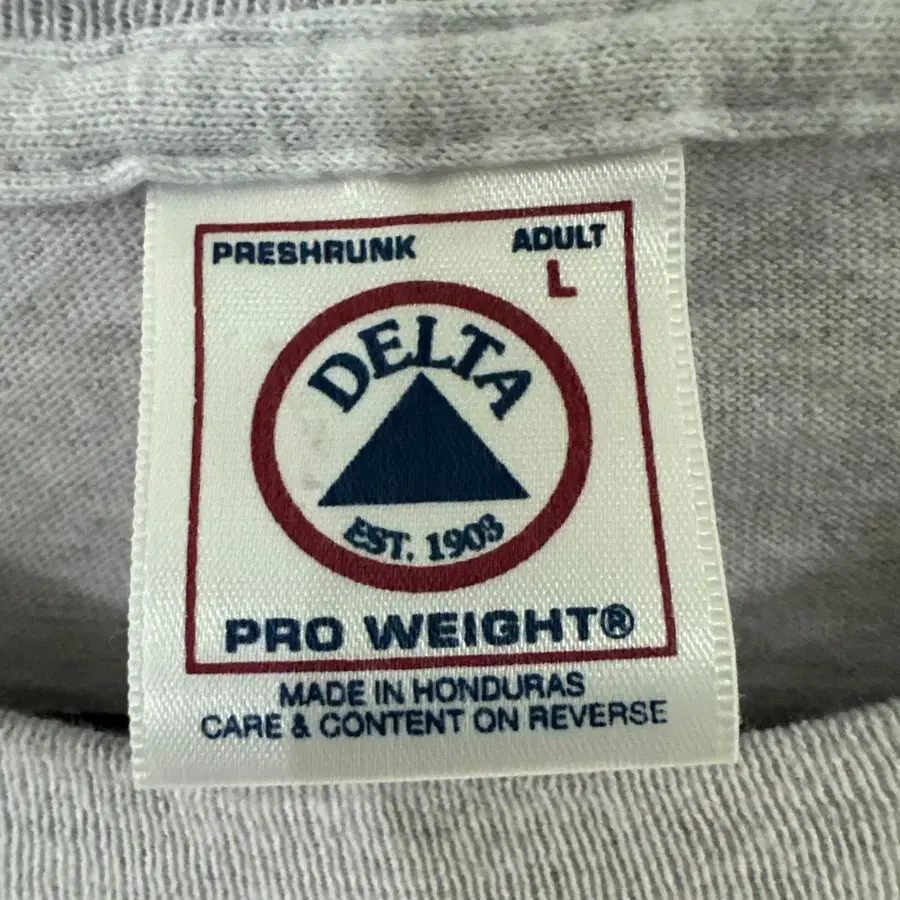 PRESHRUNK ADULT
L
DELTA
EST. 1903
PRO WEIGHT®
MADE IN HONDURAS
CARE & CONTENT ON REVERSE